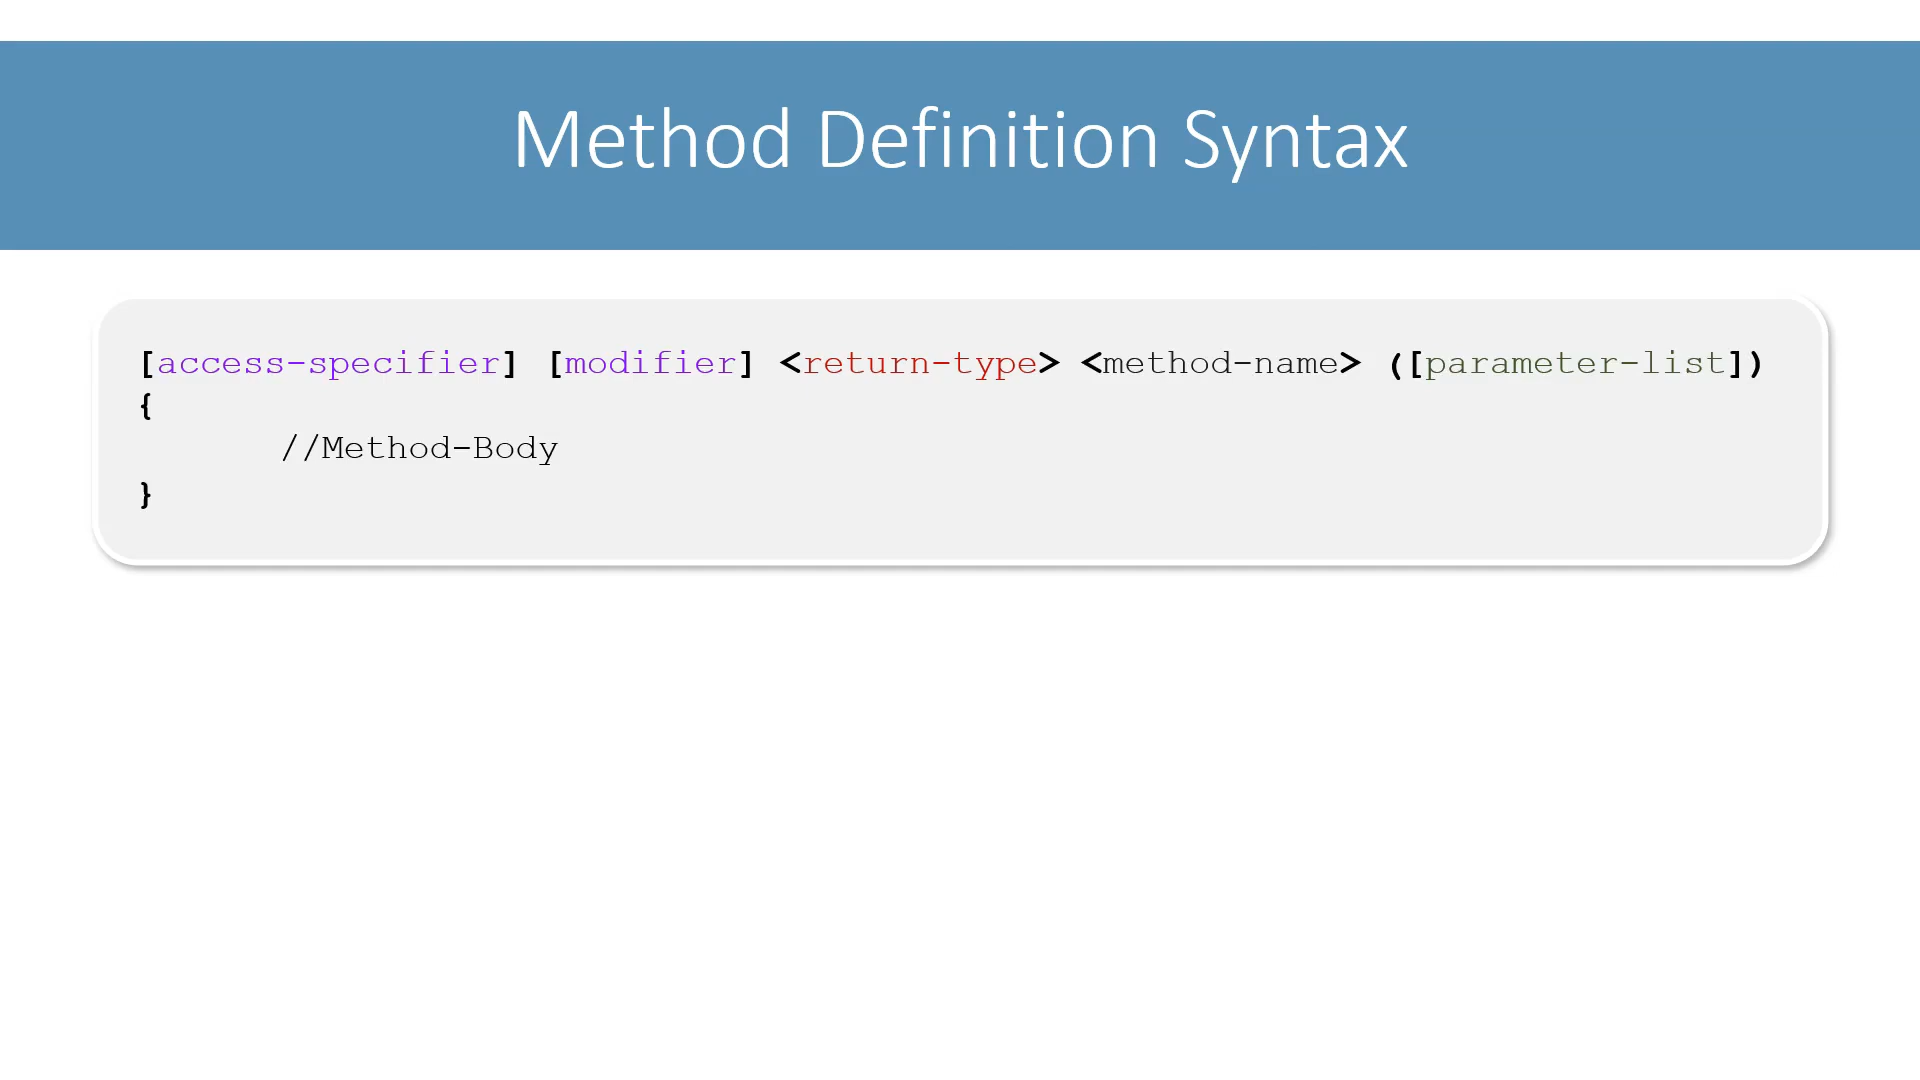 Method Definition Syntax
[access-specifier] [modifier] <return-type> <method-name> ([parameter-list])
{
//Method-Body
}